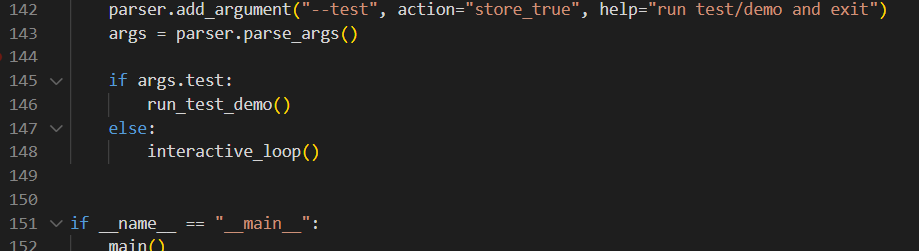 142 parser.add_argument("--test", action="store_true", help="run test/demo and exit")
143 args = parser.parse_args()
144
145 if args.test:
146 run_test_demo()
147 else:
148 interactive_loop()
149
150
151 if __name__ == "__main__":
152 main()